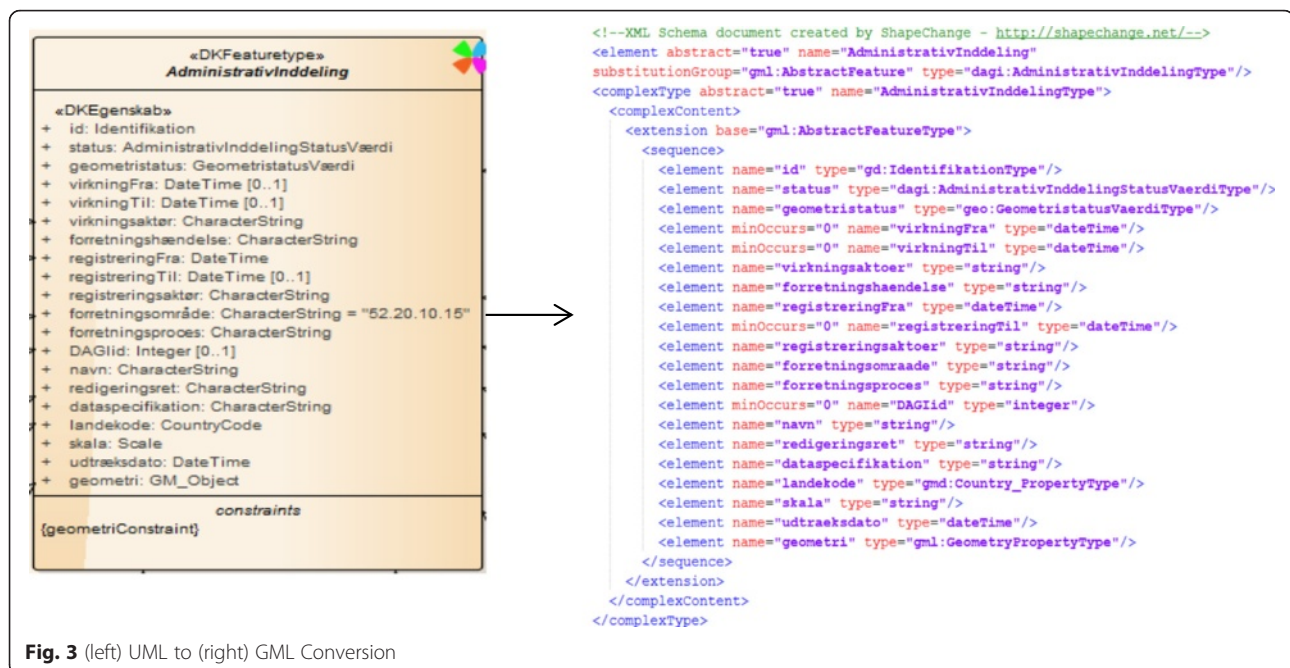 «DKFeaturetype»
AdministrativInddeling
«DKEgenskab»
+ id: Identifikation
+ status: AdministrativInddelingStatusVærdi
+ geometristatus: GeometristatusVærdi
+ virkningFra: DateTime [0..1]
+ virkningTil: DateTime [0..1]
+ virkningsaktør: CharacterString
+ forretningshændelse: CharacterString
+ registreringFra: DateTime
+ registreringTil: DateTime [0..1]
+ registreringsaktør: CharacterString
+ forretningsområde: CharacterString = "52.20.10.15"
+ forretningsproces: CharacterString
+ DAGIid: Integer [0..1]
+ navn: CharacterString
+ redigeringsret: CharacterString
+ dataspecifikation: CharacterString
+ landekode: CountryCode
+ skala: Scale
+ udtræksdato: DateTime
+ geometri: GM_Object
constraints
{geometriConstraint}
<!--XML Schema document created by ShapeChange - http://shapechange.net/-->
<element abstract="true" name="AdministrativInddeling"
substitutionGroup="gml:AbstractFeature" type="dagi:AdministrativInddelingType"/>
<complexType abstract="true" name="AdministrativInddelingType">
<complexContent>
<extension base="gml:AbstractFeatureType">
<sequence>
<element name="id" type="gd:IdentifikationType"/>
<element name="status" type="dagi:AdministrativInddelingStatusVaerdiType"/>
<element name="geometristatus" type="geo:GeometristatusVaerdiType"/>
<element minOccurs="0" name="virkningFra" type="dateTime"/>
<element minOccurs="0" name="virkningTil" type="dateTime"/>
<element name="virkningsaktoer" type="string"/>
<element name="forretningshaendelse" type="string"/>
<element name="registreringFra" type="dateTime"/>
<element minOccurs="0" name="registreringTil" type="dateTime"/>
<element name="registreringsaktoer" type="string"/>
<element name="forretningsomraade" type="string"/>
<element name="forretningsproces" type="string"/>
<element minOccurs="0" name="DAGIid" type="integer"/>
<element name="navn" type="string"/>
<element name="redigeringsret" type="string"/>
<element name="dataspecifikation" type="string"/>
<element name="landekode" type="gmd:Country_PropertyType"/>
<element name="skala" type="string"/>
<element name="udtraeksdato" type="dateTime"/>
<element name="geometri" type="gml:GeometryPropertyType"/>
</sequence>
</extension>
</complexContent>
</complexType>
Fig. 3 (left) UML to (right) GML Conversion